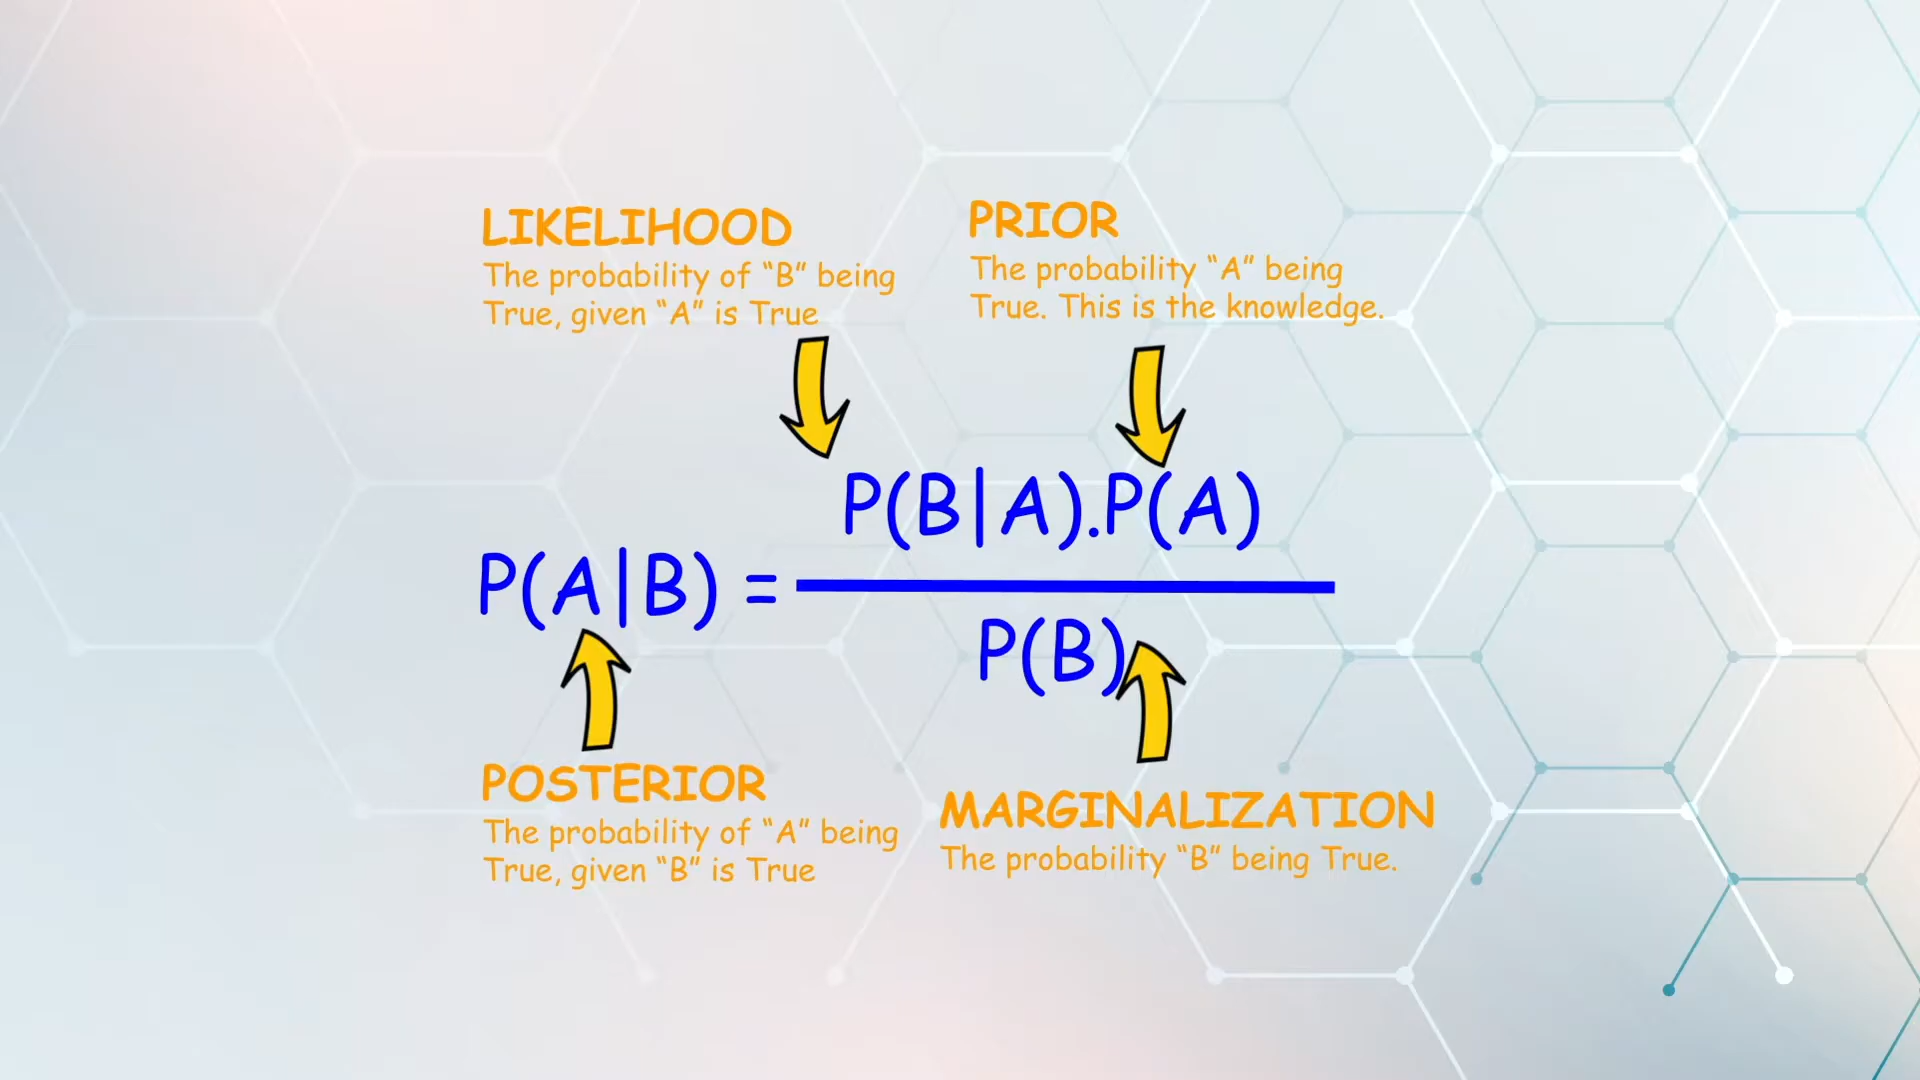 LIKELIHOOD
The probability of “B” being
True, given “A” is True
PRIOR
The probability “A” being
True. This is the knowledge.
P(B|A).P(A)
P(A|B) =
P(B)
POSTERIOR
The probability of “A” being
True, given “B” is True
MARGINALIZATION
The probability “B” being True.